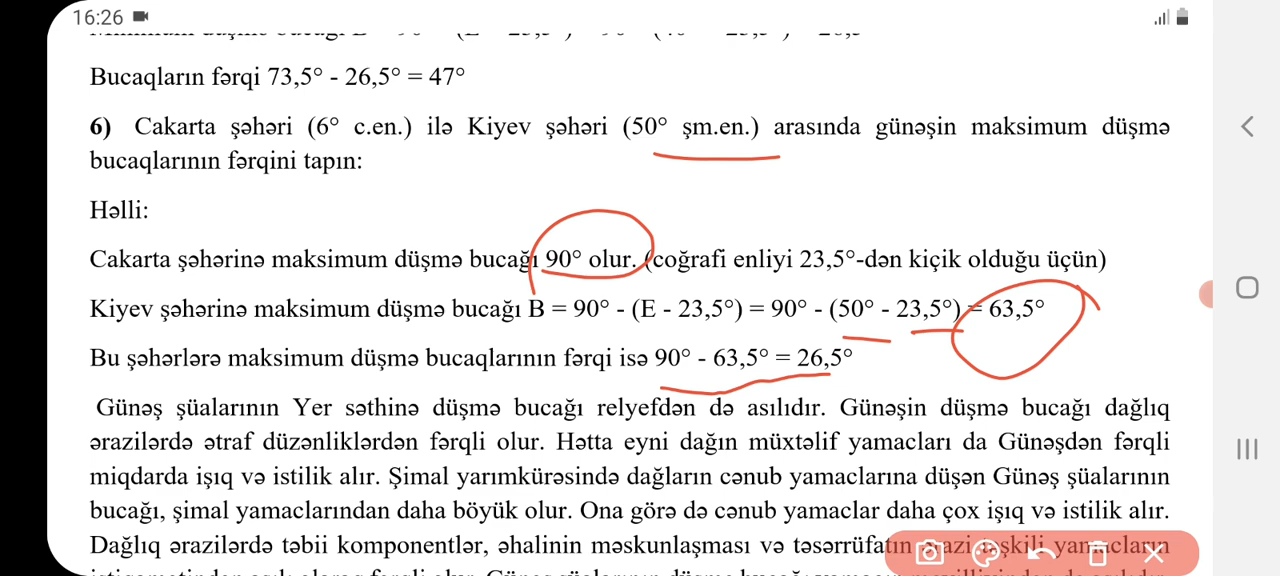 16:26
Bucaqların fərqi 73,5° - 26,5° = 47°
6) Cakarta şəhəri (6° c.en.) ilə Kiyev şəhəri (50° şm.en.) arasında günəşin maksimum düşmə
bucaqlarının fərqini tapın:
Həlli:
Cakarta şəhərinə maksimum düşmə bucağı 90° olur. (coğrafi enliyi 23,5°-dən kiçik olduğu üçün)
Kiyev şəhərinə maksimum düşmə bucağı B = 90° - (E - 23,5°) = 90° - (50° - 23,5°) = 63,5°
Bu şəhərlərə maksimum düşmə bucaqlarının fərqi isə 90° - 63,5° = 26,5°
Günəş şüalarının Yer səthinə düşmə bucağı relyefdən də asılıdır. Günəşin düşmə bucağı dağlıq
ərazilərdə ətraf düzənliklərdən fərqli olur. Hətta eyni dağın müxtəlif yamacları da Günəşdən fərqli
miqdarda işıq və istilik alır. Şimal yarımkürəsində dağların cənub yamaclarına düşən Günəş şüalarının
bucağı, şimal yamaclarından daha böyük olur. Ona görə də cənub yamaclar daha çox işıq və istilik alır.
Dağlıq ərazilərdə təbii komponentlər, əhalinin məskunlaşması və təsərrüfatın ərazi təşkili yamacların